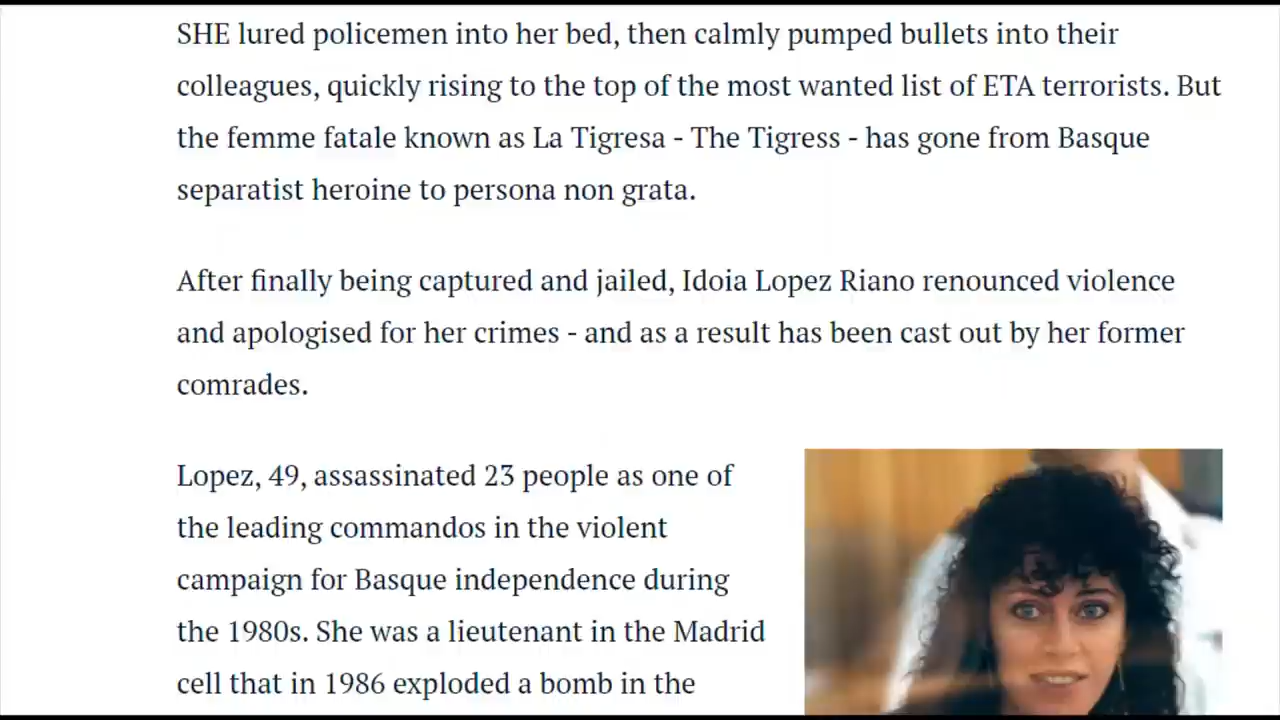 SHE lured policemen into her bed, then calmly pumped bullets into their
colleagues, quickly rising to the top of the most wanted list of ETA terrorists. But
the femme fatale known as La Tigresa - The Tigress - has gone from Basque
separatist heroine to persona non grata.
After finally being captured and jailed, Idoia Lopez Riano renounced violence
and apologised for her crimes - and as a result has been cast out by her former
comrades.
Lopez, 49, assassinated 23 people as one of
the leading commandos in the violent
campaign for Basque independence during
the 1980s. She was a lieutenant in the Madrid
cell that in 1986 exploded a bomb in the